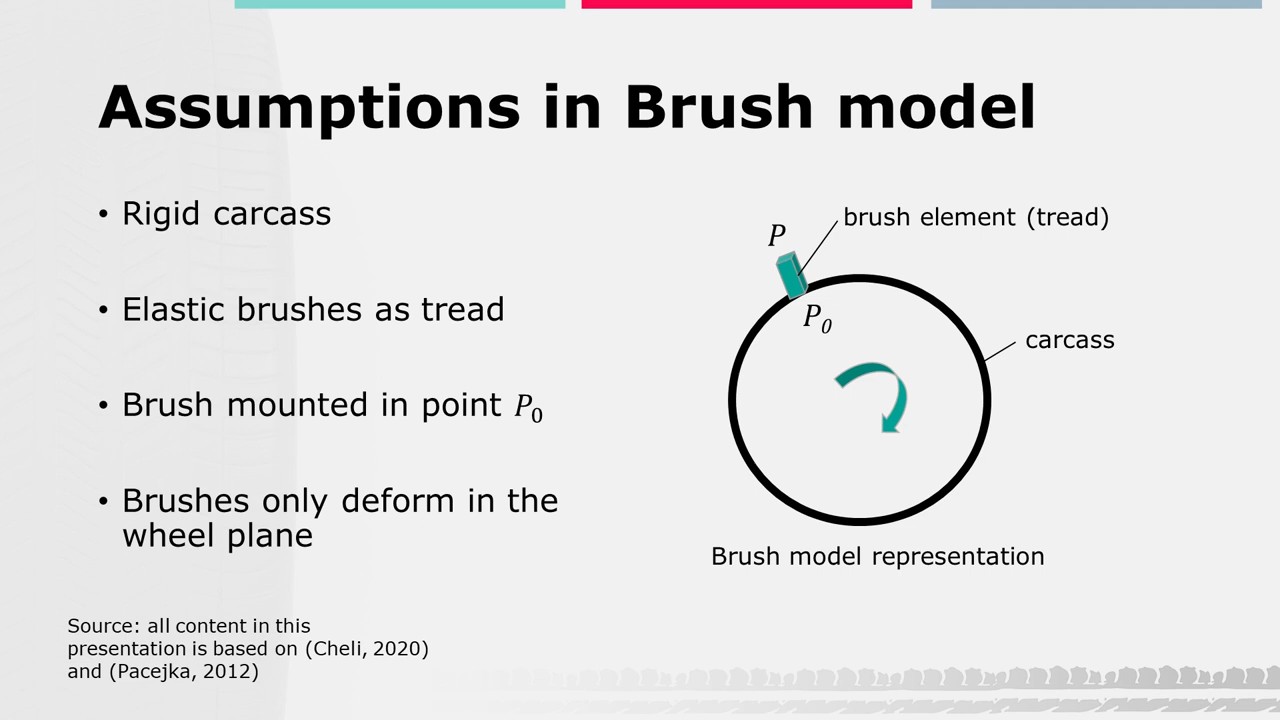 Assumptions in Brush model
• Rigid carcass
• Elastic brushes as tread
• Brush mounted in point P₀
• Brushes only deform in the
wheel plane
Source: all content in this
presentation is based on (Cheli, 2020)
and (Pacejka, 2012)
brush element (tread)
P
P₀
carcass
Brush model representation